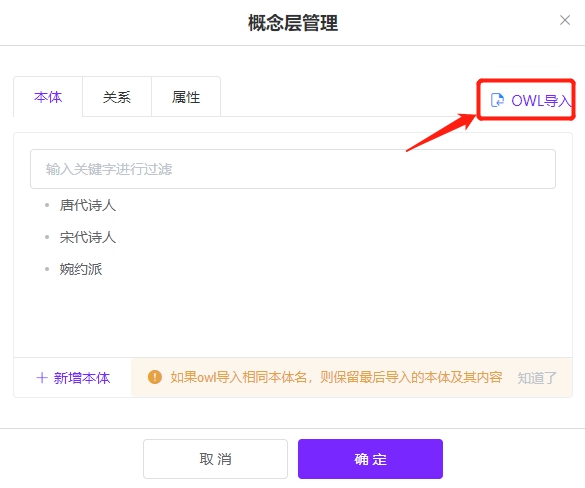 概念层管理
本体 关系 属性 OWL导入
输入关键字进行过滤
唐代诗人
宋代诗人
婉约派
新增本体 如果owl导入相同本体名，则保留最后导入的本体及其内容 知道了
取消 确定